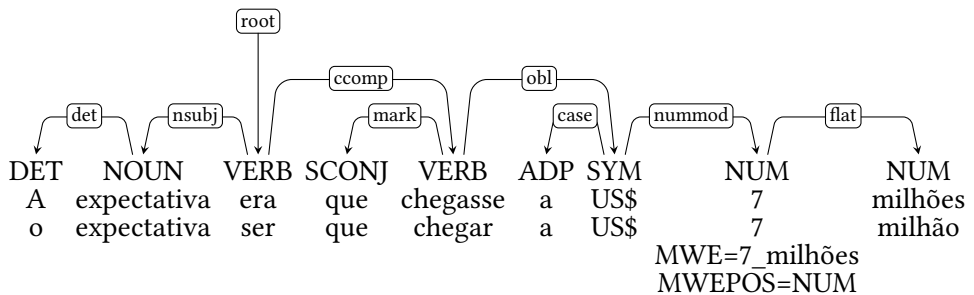 root
ccomp obl
det nsubj mark case nummod flat
DET NOUN VERB SCONJ VERB ADP SYM NUM NUM
A expectativa era que chegasse a US$ 7 milhões
o expectativa ser que chegar a US$ 7 milhão
MWE=7_milhões
MWEPOS=NUM